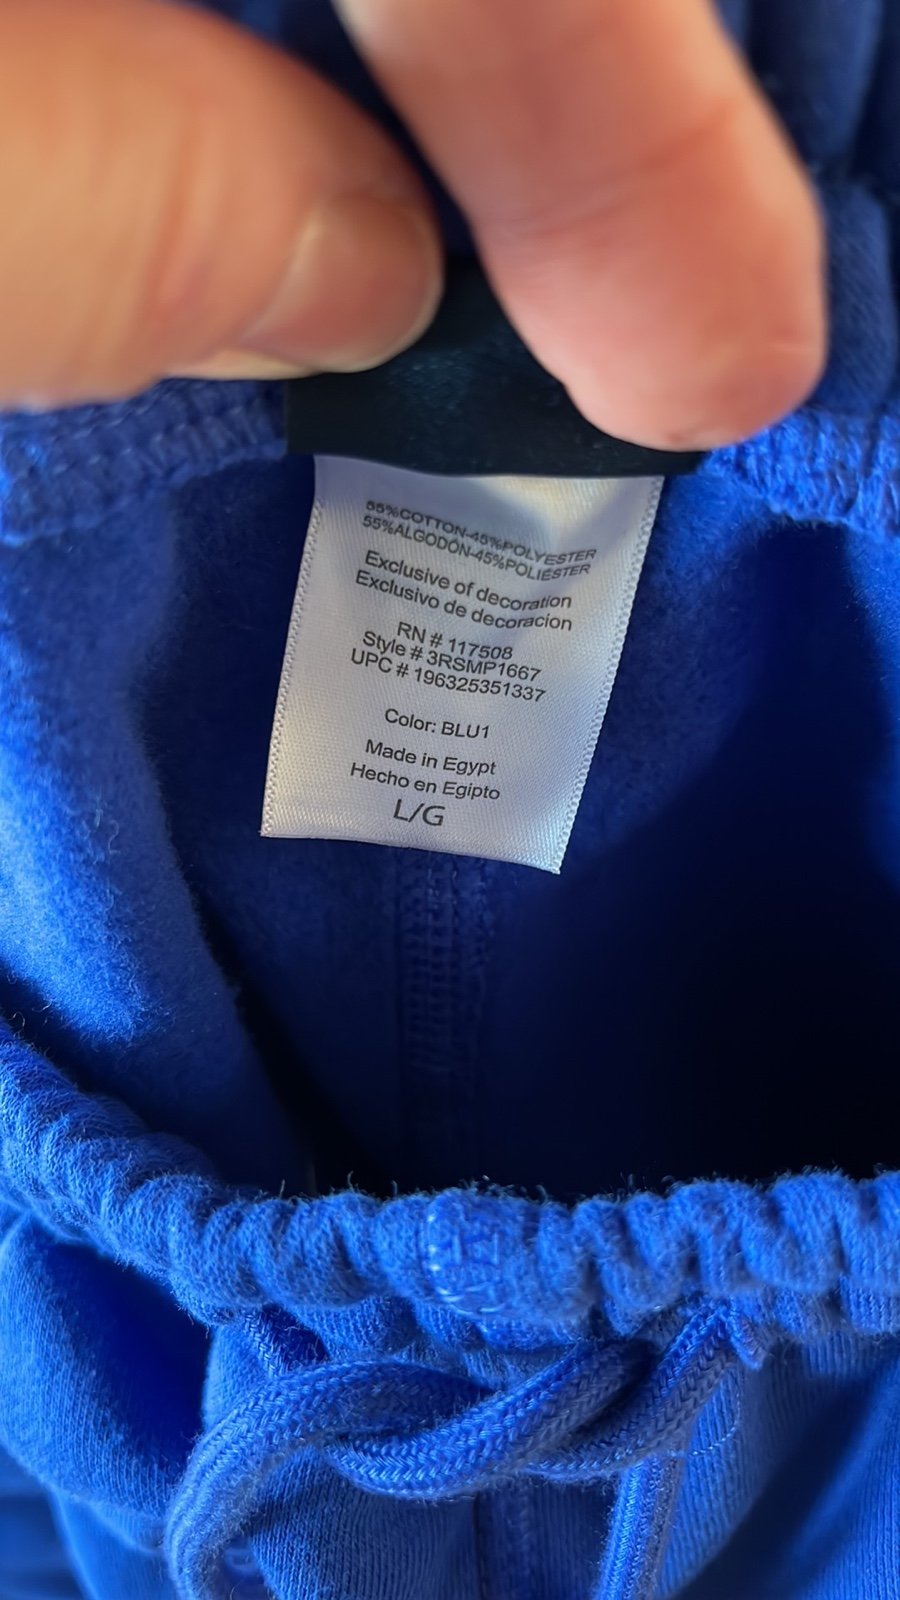 55%COTTON-45%POLYESTER
55%ALGODÓN-45%POLIÉSTER
Exclusive of decoration
Exclusivo de decoracion
RN # 117508
Style # 3RSMP1667
UPC # 196325351337
Color: BLU1
Made in Egypt
Hecho en Egipto
L/G